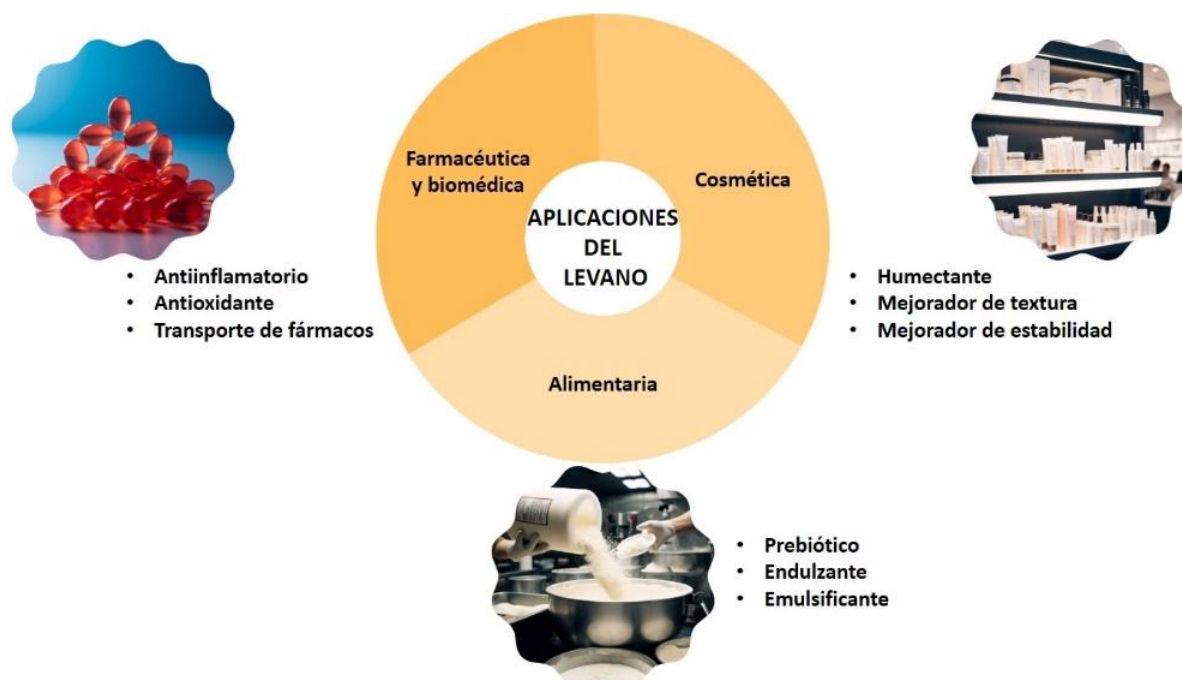 Farmacéutica
y biomédica
Cosmética
APLICACIONES
DEL
LEVANO
Alimentaria
• Antiinflamatorio
• Antioxidante
• Transporte de fármacos
• Humectante
• Mejorador de textura
• Mejorador de estabilidad
• Prebiótico
• Endulzante
• Emulsificante